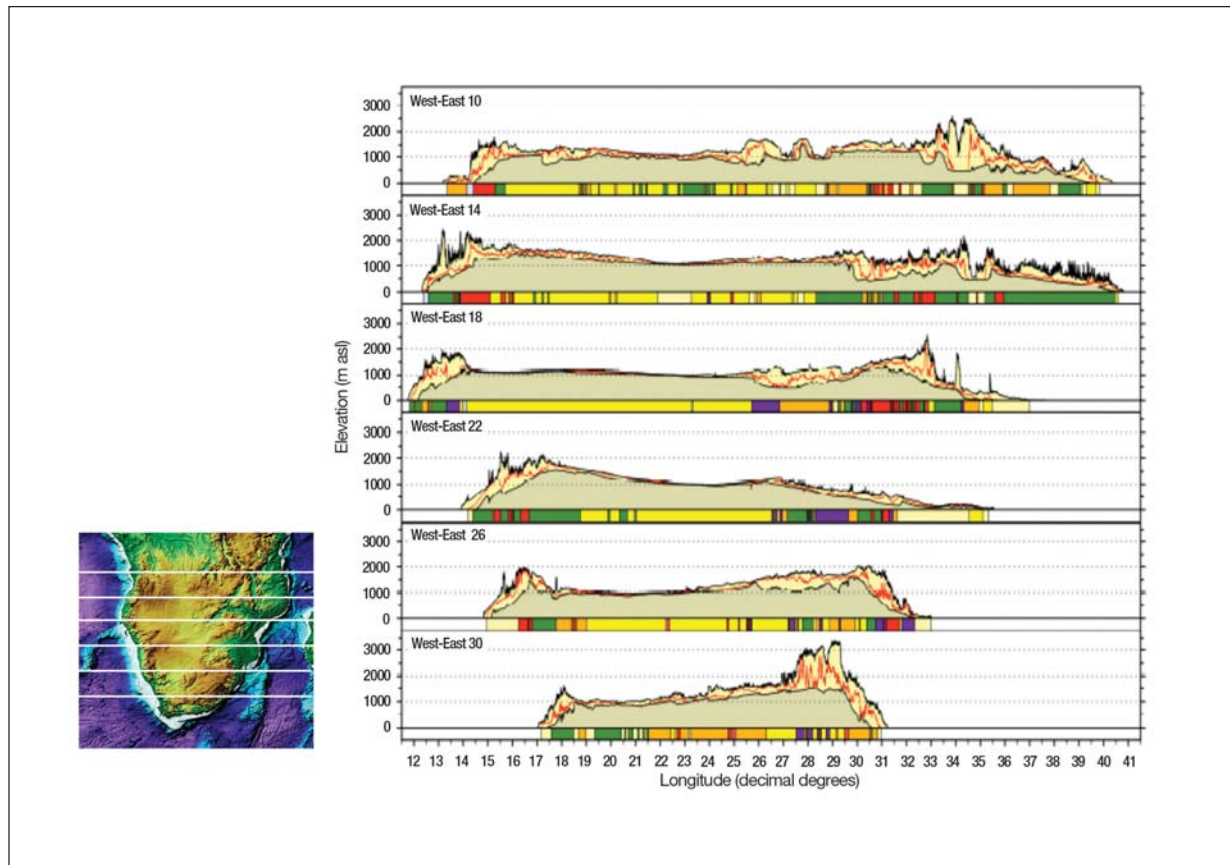 West-East 10
3000
2000
1000
0
West-East 14
3000
2000
1000
0
West-East 18
3000
2000
1000
0
West-East 22
3000
2000
1000
0
West-East 26
3000
2000
1000
0
West-East 30
3000
2000
1000
0
Elevation (m asl)
12 13 14 15 16 17 18 19 20 21 22 23 24 25 26 27 28 29 30 31 32 33 34 35 36 37 38 39 40 41
Longitude (decimal degrees)